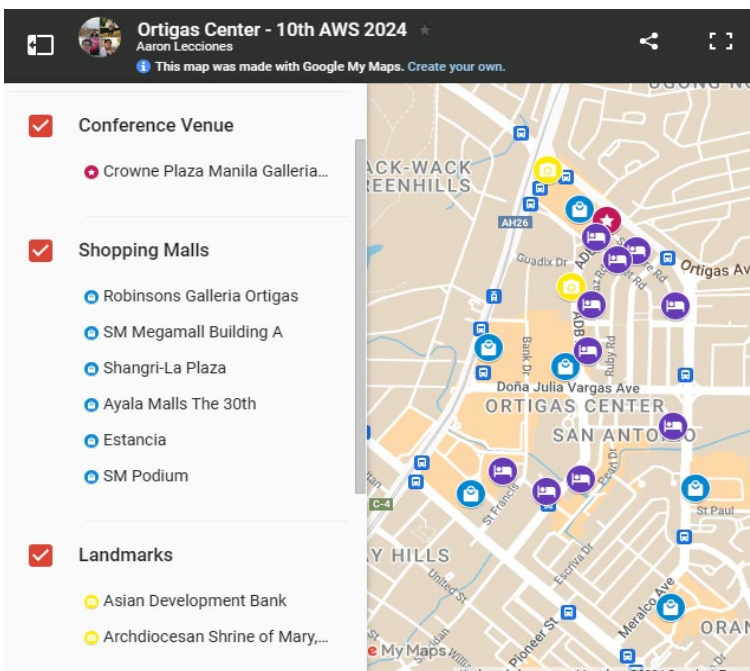 Ortigas Center - 10th AWS 2024
Aaron Lecciones
This map was made with Google My Maps. Create your own.
Conference Venue
Crowne Plaza Manila Galleria...
Shopping Malls
Robinsons Galleria Ortigas
SM Megamall Building A
Shangri-La Plaza
Ayala Malls The 30th
Estancia
SM Podium
Landmarks
Asian Development Bank
Archdiocesan Shrine of Mary,...
ACK-WACK
REENHILLS
AH26
Guadix Dr
Ortigas Av
ADB
Bank Dr
Ruby Rd
Doña Julia Vargas Ave
ORTIGAS CENTER
SAN ANTONIO
Pearl Dr
C-4
St Francis
St Paul
Y HILLS
Escriva Dr
United St
Meralco Ave
Pioneer St
ORAN
My Maps